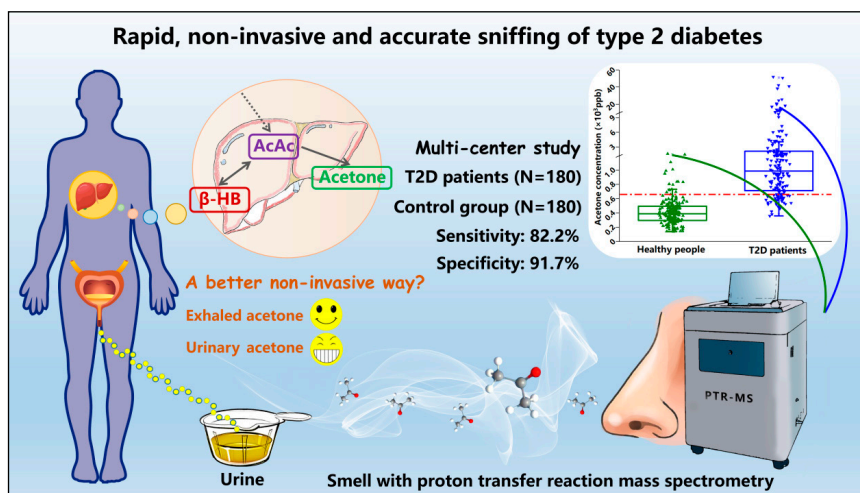 Rapid, non-invasive and accurate sniffing of type 2 diabetes
AcAc
Acetone
β-HB
Multi-center study
T2D patients (N=180)
Control group (N=180)
Sensitivity: 82.2%
Specificity: 91.7%
Acetone concentration (×10³ppb)
60
40
20
9
6
3
1.0
0.8
0.6
0.4
0.2
0
Healthy people
T2D patients
A better non-invasive way?
Exhaled acetone
Urinary acetone
PTR-MS
Urine
Smell with proton transfer reaction mass spectrometry